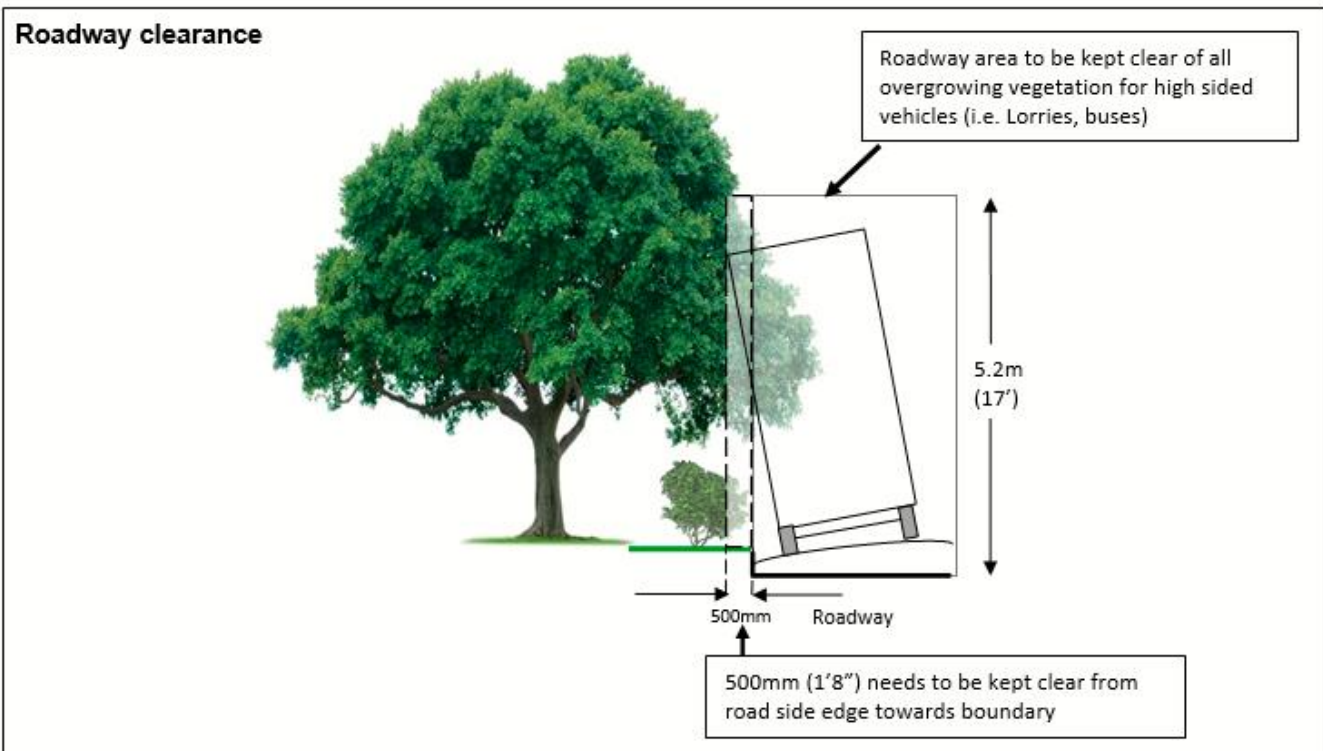 Roadway clearance
Roadway area to be kept clear of all
overgrowing vegetation for high sided
vehicles (i.e. Lorries, buses)
5.2m
(17’)
500mm
Roadway
500mm (1’8”) needs to be kept clear from
road side edge towards boundary